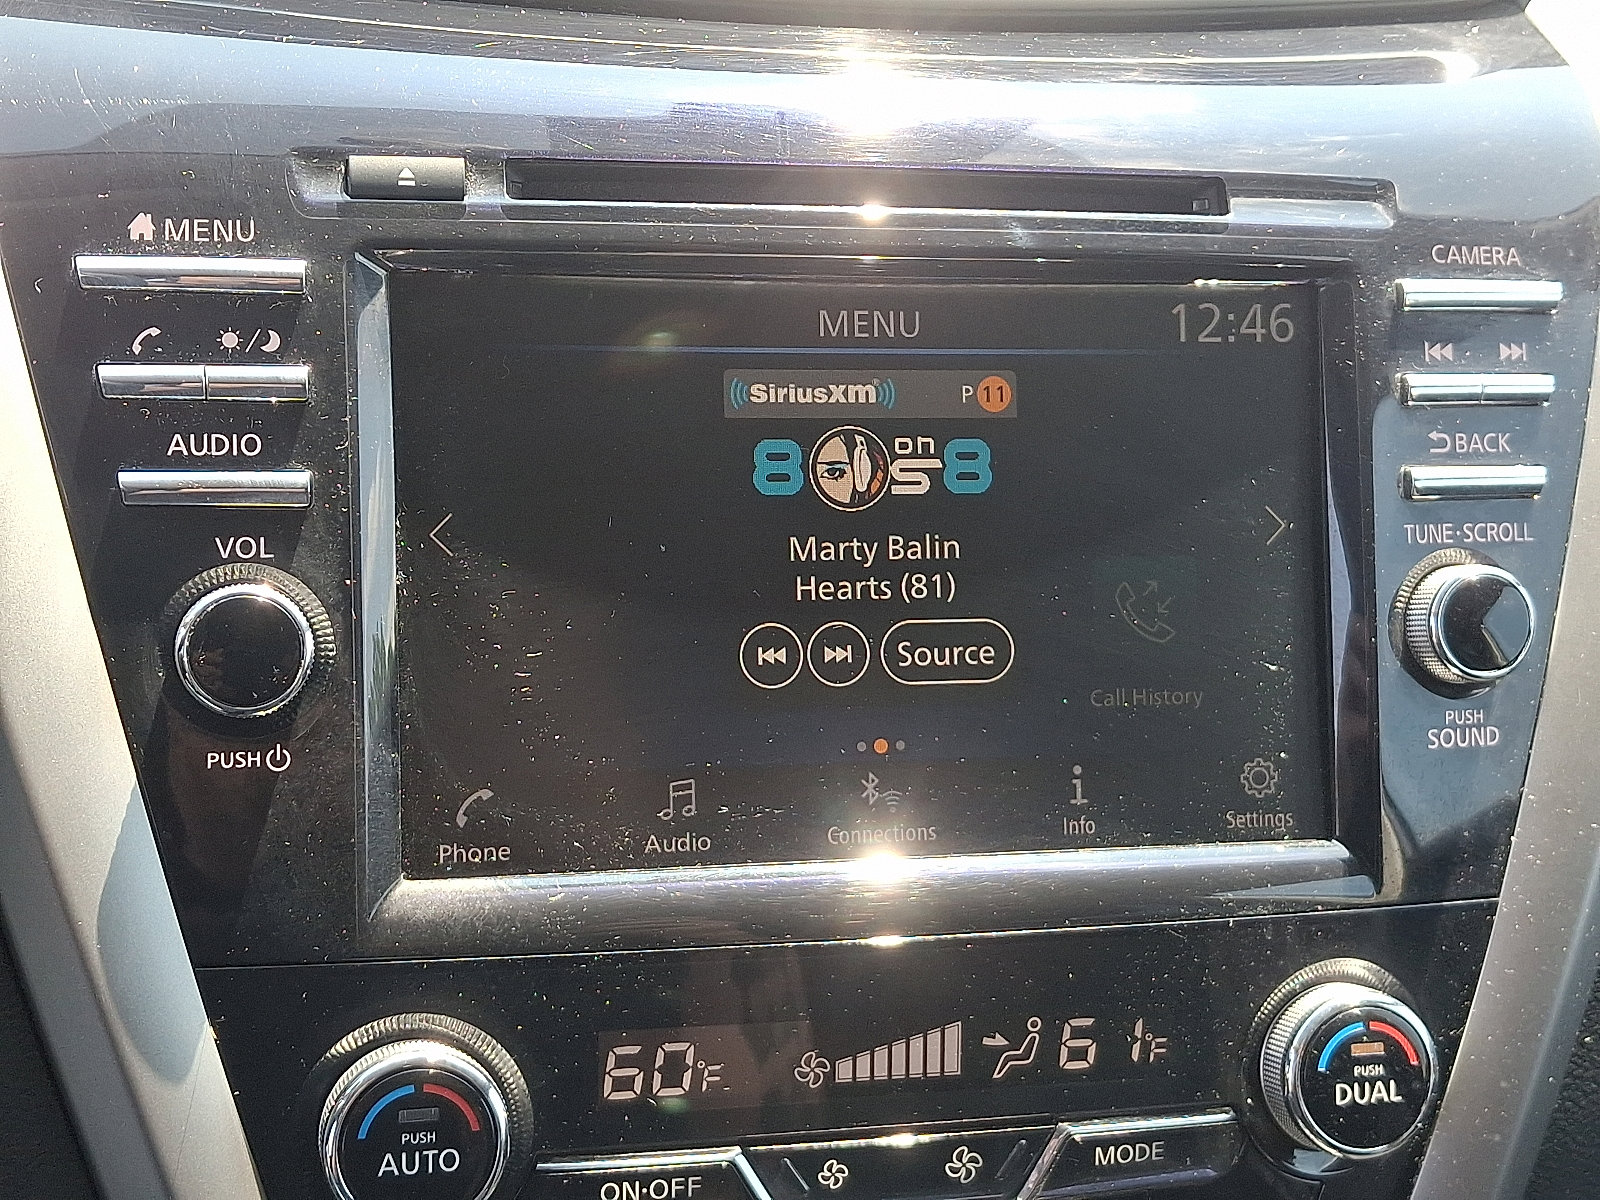 MENU
CAMERA
MENU
12:46
SiriusXM
P 11
AUDIO
BACK
8 on
8s8
VOL
TUNE·SCROLL
Marty Balin
Hearts (81)
Source
Call History
PUSH
SOUND
PUSH
Phone
Audio
Connections
Info
Settings
60°F
61°F
PUSH
AUTO
PUSH
DUAL
ON·OFF
MODE